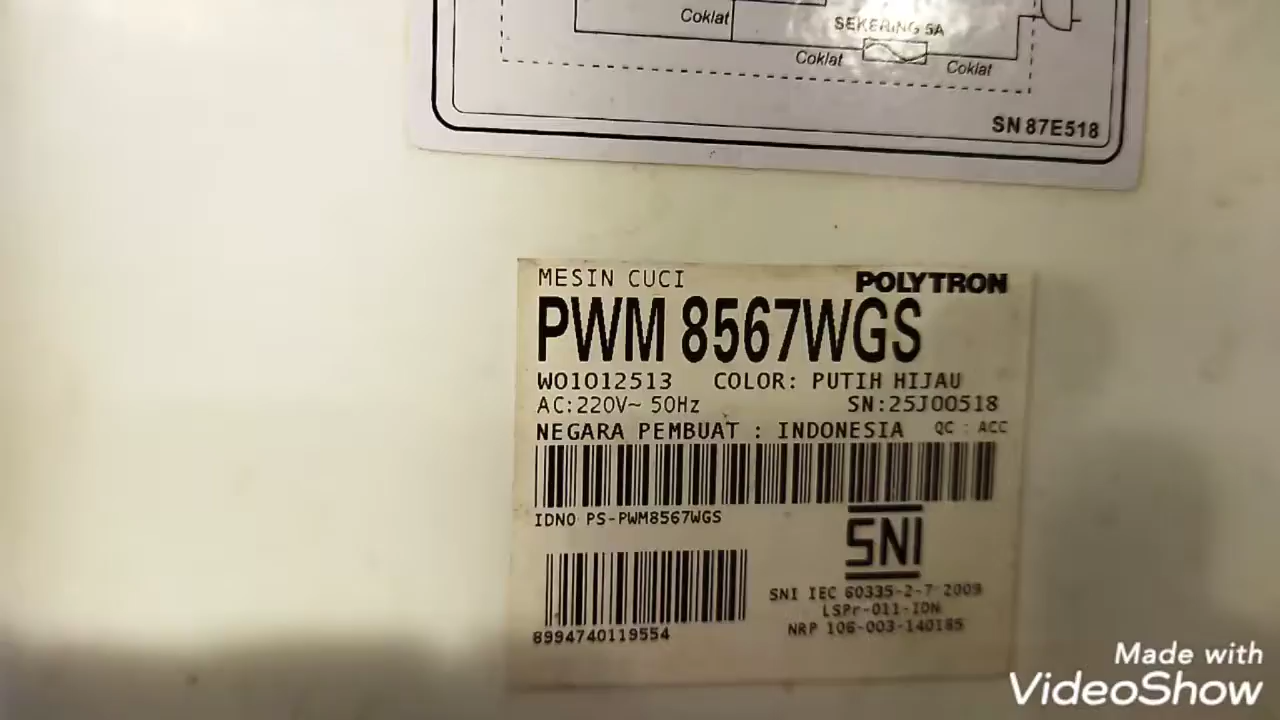 Coklat
SEKERING 5A
Coklat
Coklat
SN 87E518
MESIN CUCI POLYTRON
PWM 8567WGS
W01012513 COLOR: PUTIH HIJAU
AC:220V~ 50Hz SN:25J00518
NEGARA PEMBUAT : INDONESIA QC : ACC
IDNO PS-PWM8567WGS
SNI
SNI IEC 60335-2-7 2009
LSPr-011-IDN
NRP 106-003-140185
8994740119554
Made with
VideoShow